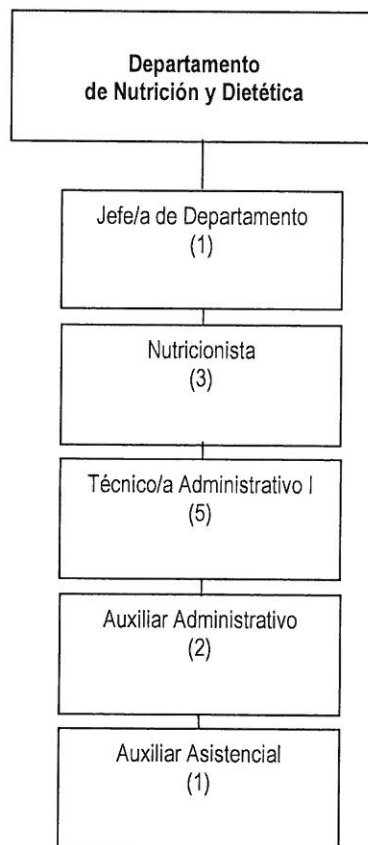 Departamento
de Nutrición y Dietética
Jefe/a de Departamento
(1)
Nutricionista
(3)
Técnico/a Administrativo I
(5)
Auxiliar Administrativo
(2)
Auxiliar Asistencial
(1)